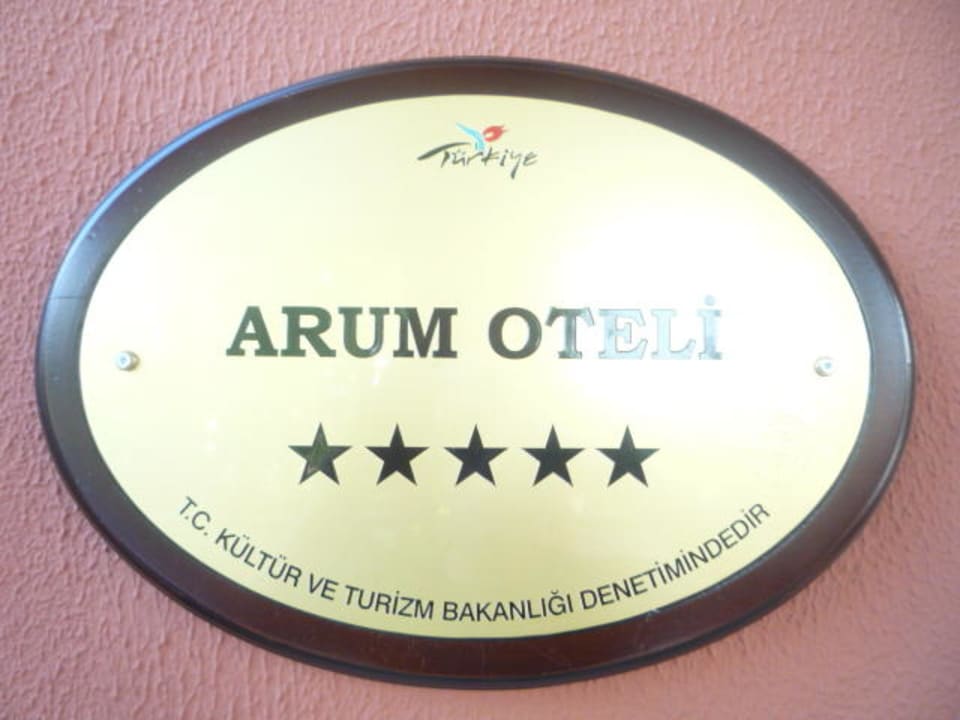 Türkiye
ARUM OTELİ
T.C. KÜLTÜR VE TURİZM BAKANLIĞI DENETİMİNDEDİR